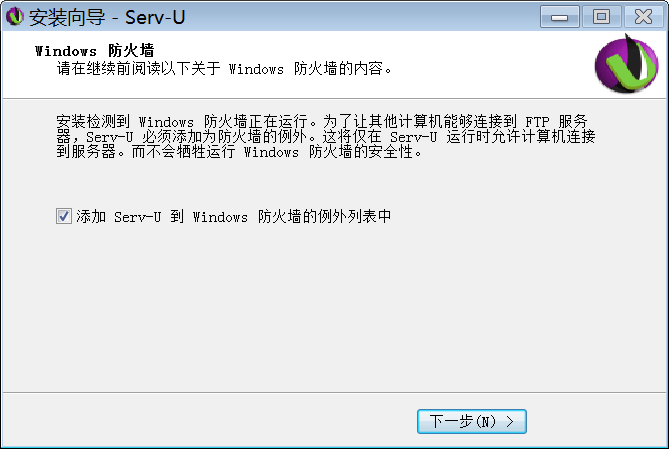 安装向导 - Serv-U
Windows 防火墙
请在继续前阅读以下关于 Windows 防火墙的内容。
安装检测到 Windows 防火墙正在运行。为了让其他计算机能够连接到 FTP 服务
器，Serv-U 必须添加为防火墙的例外。这将仅在 Serv-U 运行时允许计算机连接
到服务器。而不会牺牲运行 Windows 防火墙的安全性。
添加 Serv-U 到 Windows 防火墙的例外列表中
下一步(N) >